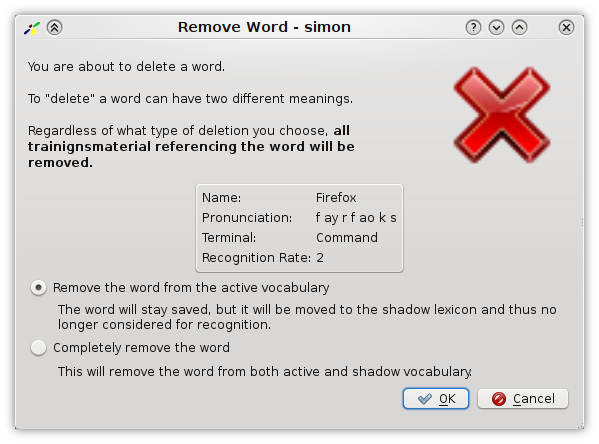 Remove Word - simon
You are about to delete a word.
To "delete" a word can have two different meanings.
Regardless of what type of deletion you choose, all
trainignsmaterial referencing the word will be
removed.
Name: Firefox
Pronunciation: f ay r f ao k s
Terminal: Command
Recognition Rate: 2
Remove the word from the active vocabulary
The word will stay saved, but it will be moved to the shadow lexicon and thus no
longer considered for recognition.
Completely remove the word
This will remove the word from both active and shadow vocabulary.
OK Cancel